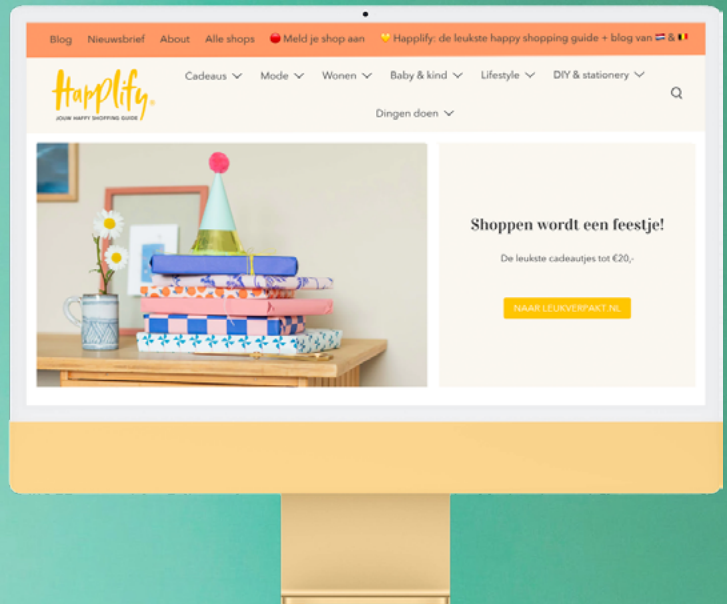 Blog Nieuwsbrief About Alle shops 🔴 Meld je shop aan 💛 Happlify: de leukste happy shopping guide + blog van 🇳🇱 & 🇧🇪
Happlify
JOUW HAPPY SHOPPING GUIDE
Cadeaus Mode Wonen Baby & kind Lifestyle DIY & stationery
Dingen doen
Shoppen wordt een feestje!
De leukste cadeautjes tot €20,-
NAAR LEUKVERPAKT.NL